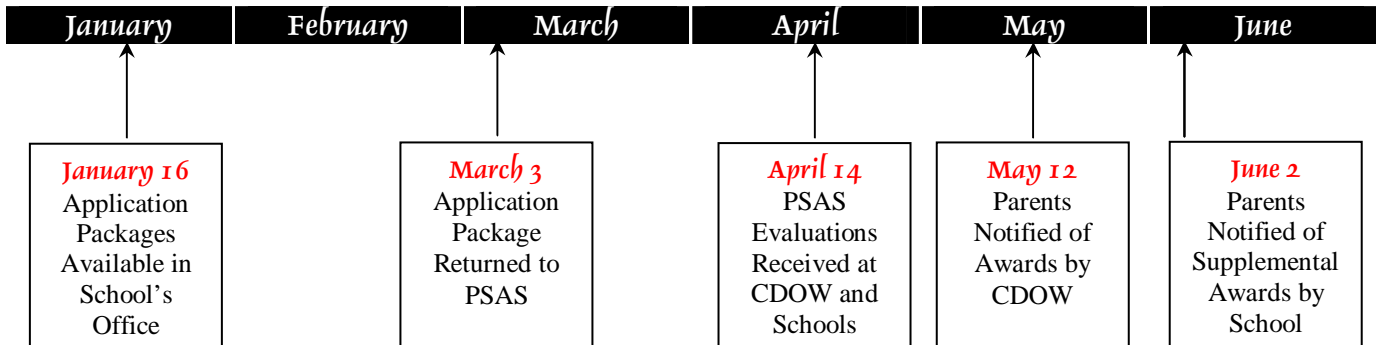 January February March April May June
January 16
Application
Packages
Available in
School’s
Office
March 3
Application
Package
Returned to
PSAS
April 14
PSAS
Evaluations
Received at
CDOW and
Schools
May 12
Parents
Notified of
Awards by
CDOW
June 2
Parents
Notified of
Supplemental
Awards by
School